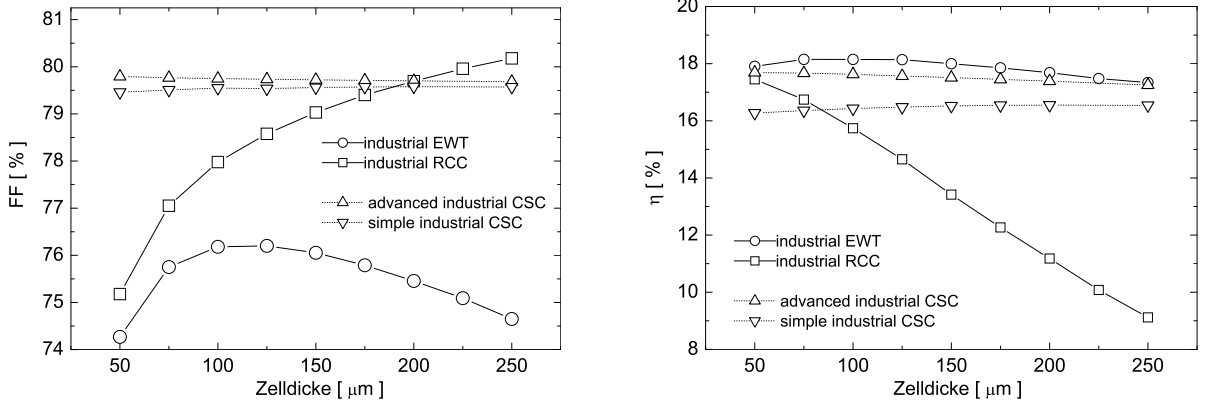 81
80
79
78
77
76
75
74
FF [ % ]
industrial EWT
industrial RCC
advanced industrial CSC
simple industrial CSC
50 100 150 200 250
Zelldicke [ μm ]
20
18
16
14
12
10
8
η [ % ]
industrial EWT
industrial RCC
advanced industrial CSC
simple industrial CSC
50 100 150 200 250
Zelldicke [ μm ]